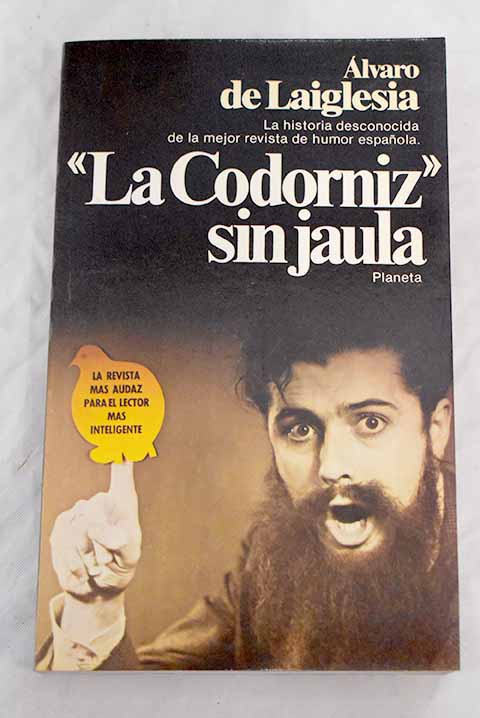 Álvaro
de Laiglesia
La historia desconocida
de la mejor revista de humor española.
«La Codorniz»
sin jaula
Planeta
LA REVISTA
MAS AUDAZ
PARA EL LECTOR
MAS
INTELIGENTE